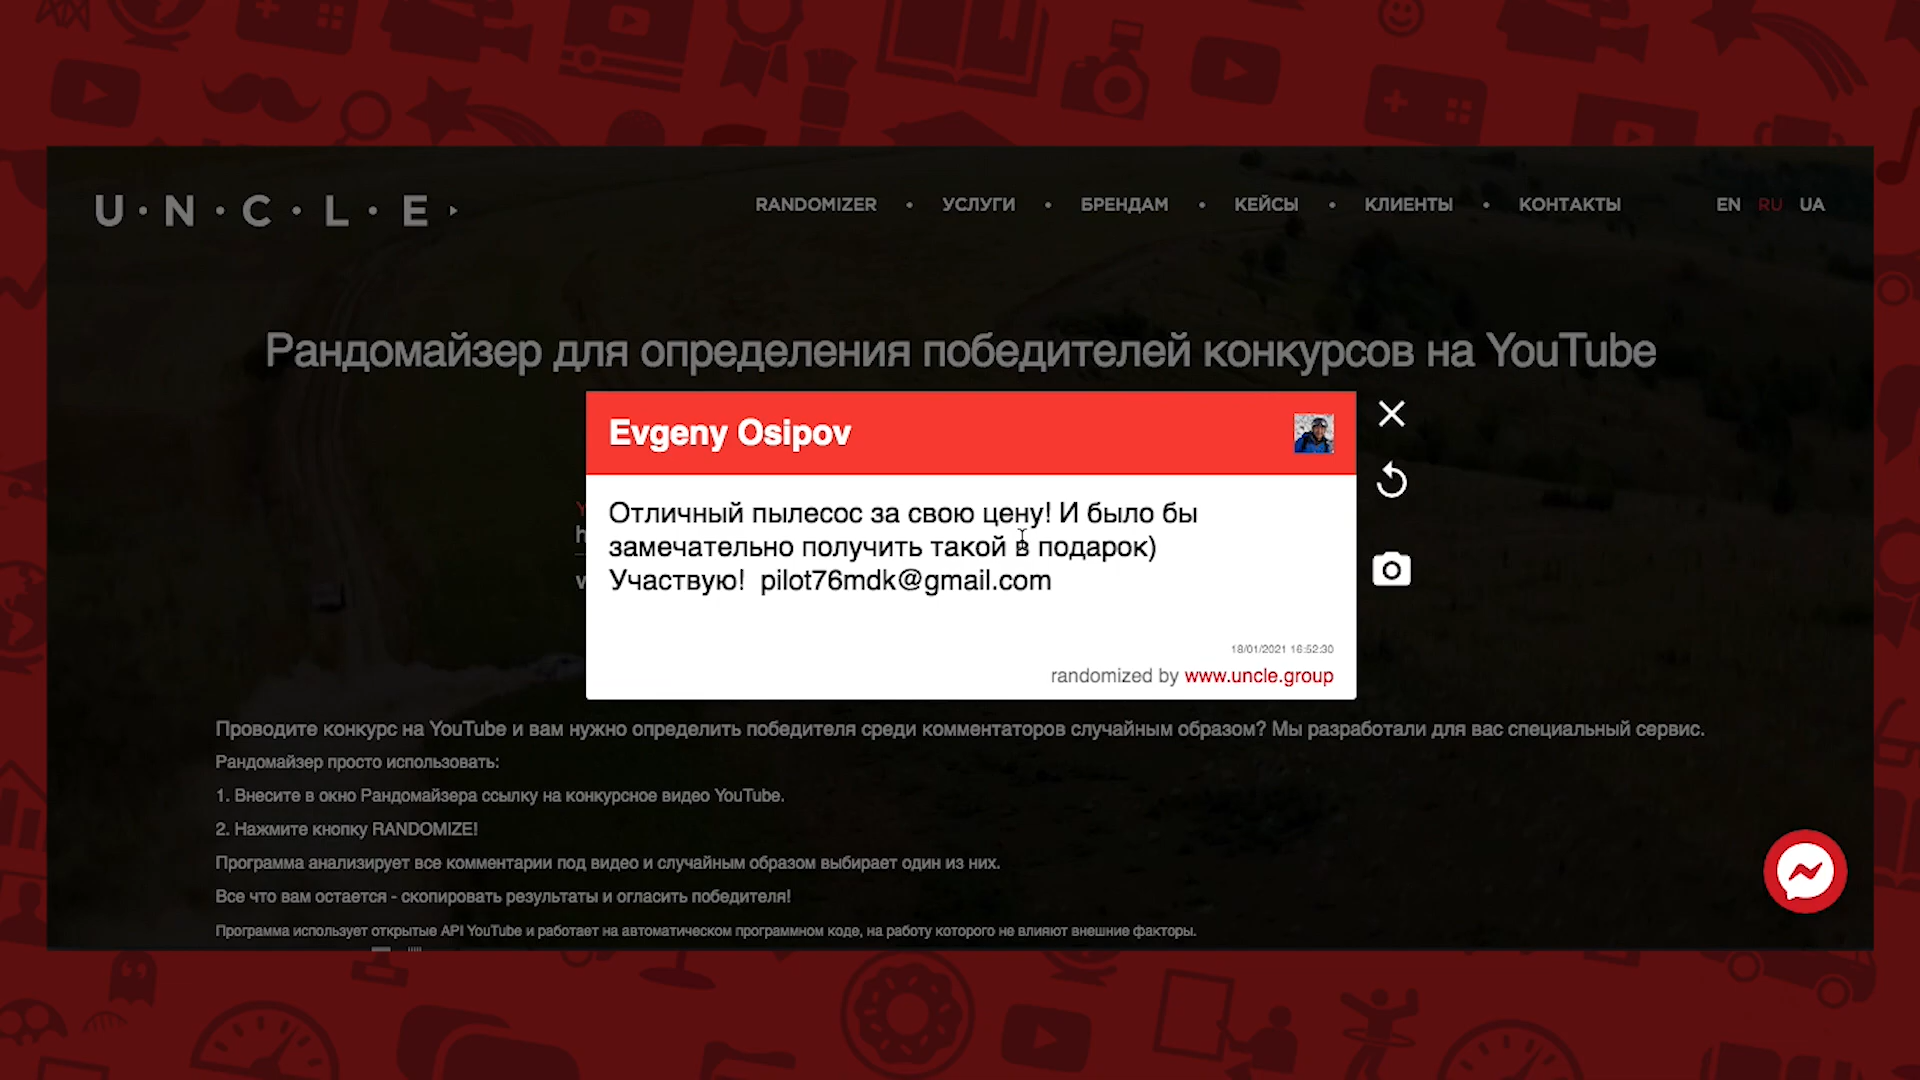 U·N·C·L·E
RANDOMIZER • УСЛУГИ • БРЕНДАМ • КЕЙСЫ • КЛИЕНТЫ • КОНТАКТЫ
EN RU UA
Рандомайзер для определения победителей конкурсов на YouTube
Evgeny Osipov
Отличный пылесос за свою цену! И было бы
замечательно получить такой в подарок)
Участвую! pilot76mdk@gmail.com
18/01/2021 16:52:30
randomized by www.uncle.group
Проводите конкурс на YouTube и вам нужно определить победителя среди комментаторов случайным образом? Мы разработали для вас специальный сервис.
Рандомайзер просто использовать:
1. Внесите в окно Рандомайзера ссылку на конкурсное видео YouTube.
2. Нажмите кнопку RANDOMIZE!
Программа анализирует все комментарии под видео и случайным образом выбирает один из них.
Все что вам остается - скопировать результаты и огласить победителя!
Программа использует открытые API YouTube и работает на автоматическом программном коде, на работу которого не влияют внешние факторы.